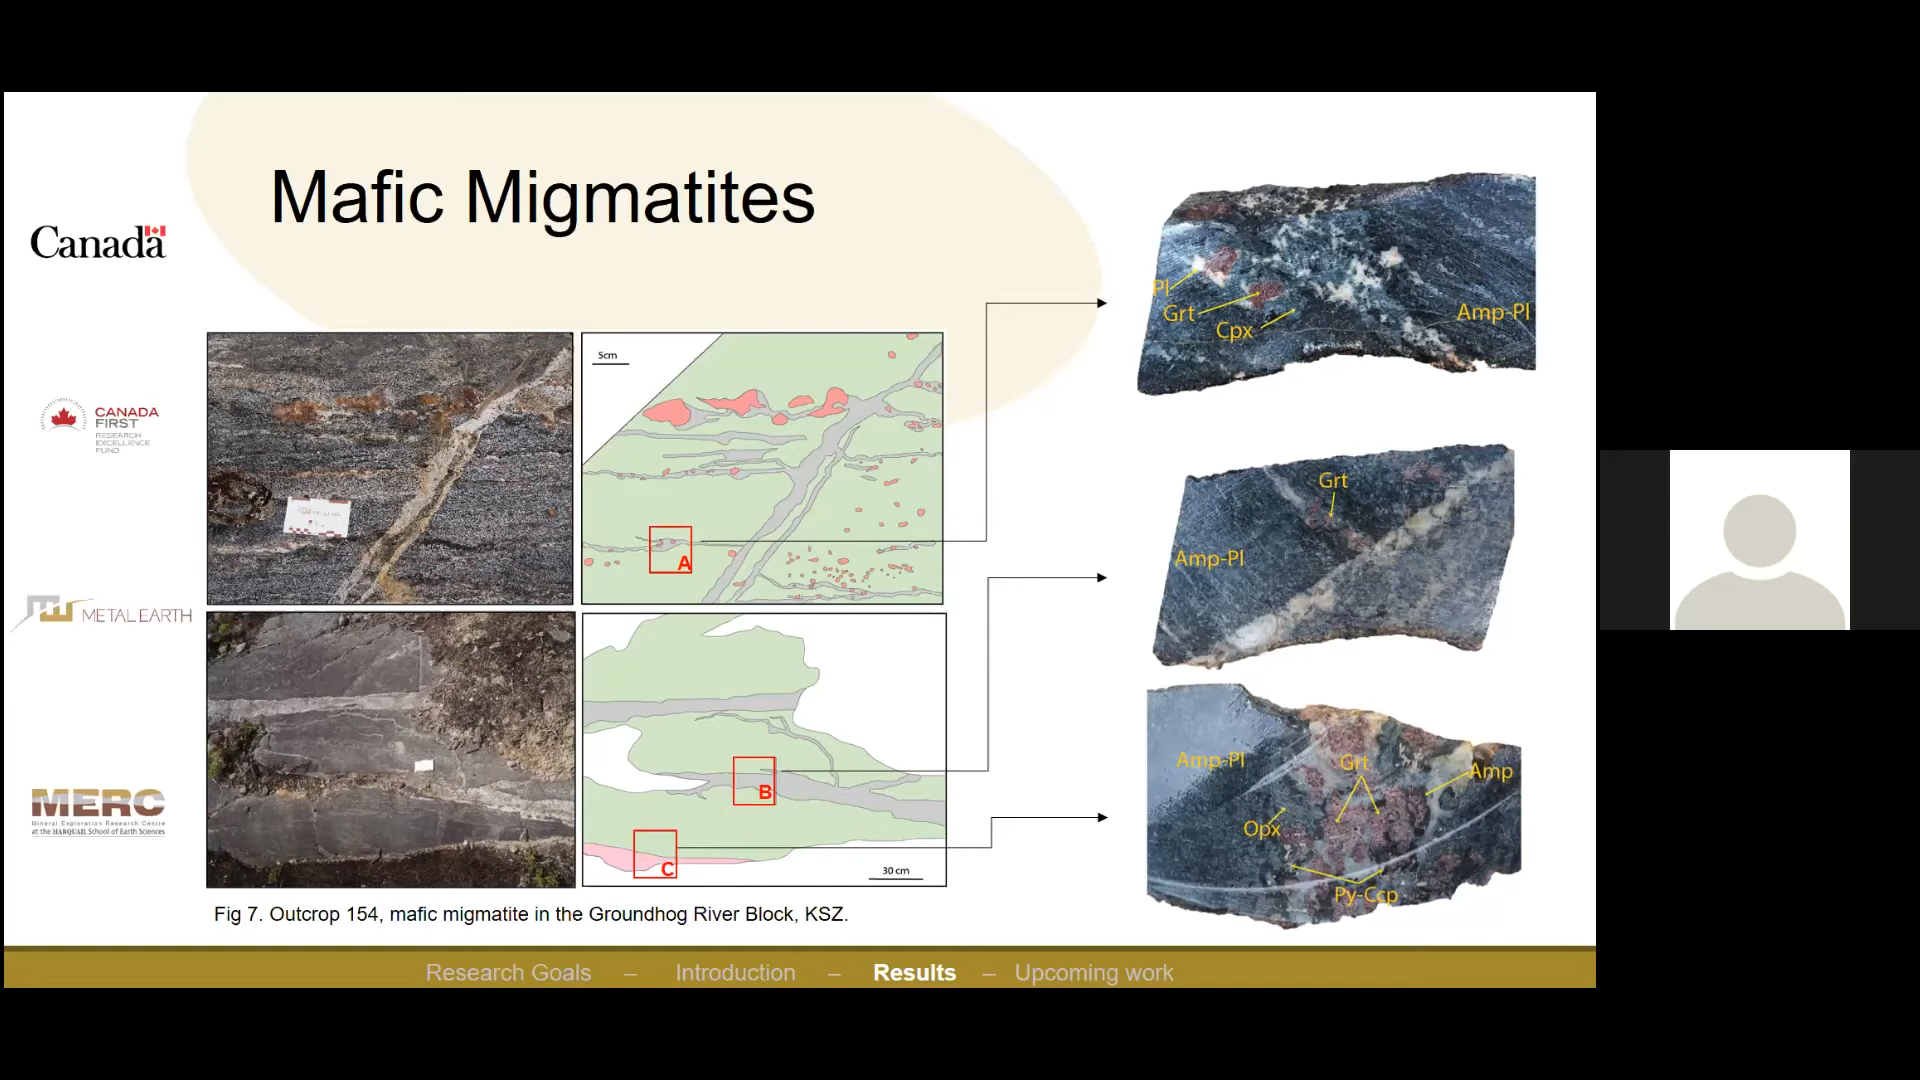 Mafic Migmatites
Canada
CANADA
FIRST
RESEARCH
EXCELLENCE
FUND
METAL EARTH
MERC
Mineral Exploration Research Centre
at the HARQUAIL School of Earth Sciences
5cm
A
B
C
30 cm
Pl
Grt
Cpx
Amp-Pl
Grt
Amp-Pl
Amp-Pl
Grt
Amp
Opx
Py-Ccp
Fig 7. Outcrop 154, mafic migmatite in the Groundhog River Block, KSZ.
Research Goals – Introduction – Results – Upcoming work